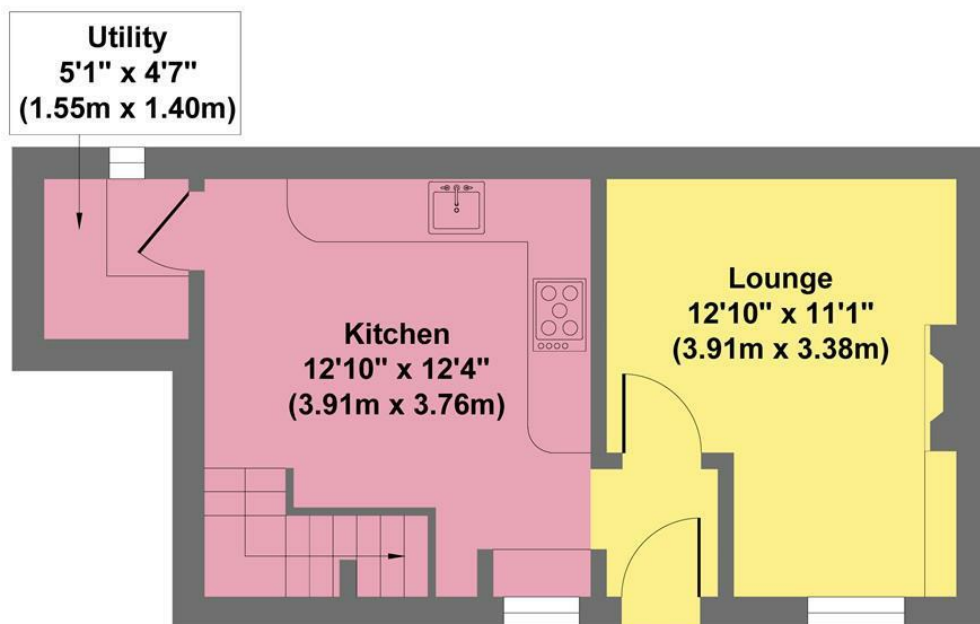 Utility
5'1" x 4'7"
(1.55m x 1.40m)
Kitchen
12'10" x 12'4"
(3.91m x 3.76m)
Lounge
12'10" x 11'1"
(3.91m x 3.38m)